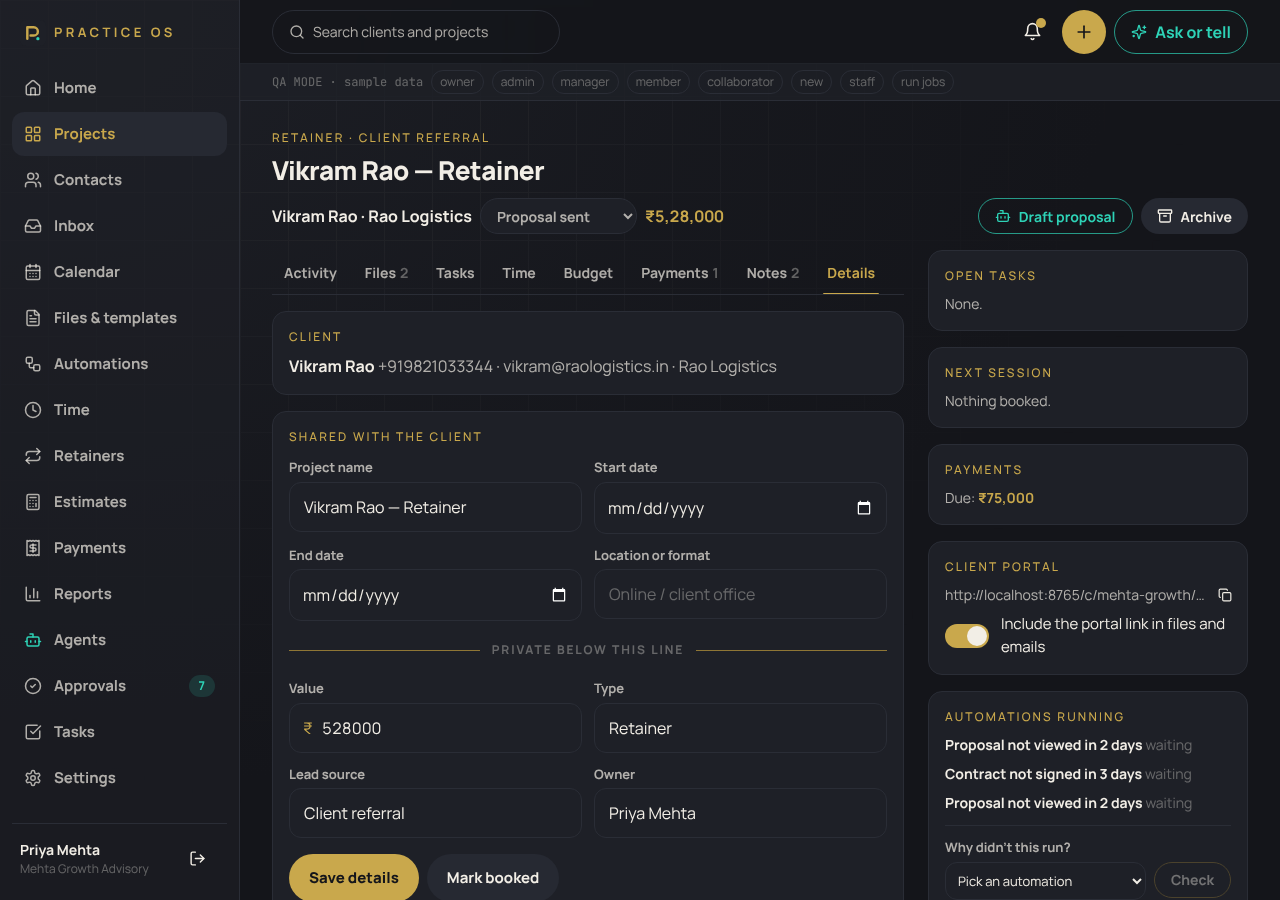 PRACTICE OS
Home
Projects
Contacts
Inbox
Calendar
Files & templates
Automations
Time
Retainers
Estimates
Payments
Reports
Agents
Approvals 7
Tasks
Settings
Priya Mehta
Mehta Growth Advisory
Search clients and projects
Ask or tell
QA MODE · sample data owner admin manager member collaborator new staff run jobs
RETAINER · CLIENT REFERRAL
Vikram Rao — Retainer
Vikram Rao · Rao Logistics Proposal sent ₹5,28,000
Draft proposal Archive
Activity Files 2 Tasks Time Budget Payments 1 Notes 2 Details
CLIENT
Vikram Rao +919821033344 · vikram@raologistics.in · Rao Logistics
SHARED WITH THE CLIENT
Project name Start date
Vikram Rao — Retainer mm/dd/yyyy
End date Location or format
mm/dd/yyyy Online / client office
PRIVATE BELOW THIS LINE
Value Type
₹ 528000 Retainer
Lead source Owner
Client referral Priya Mehta
Save details Mark booked
OPEN TASKS
None.
NEXT SESSION
Nothing booked.
PAYMENTS
Due: ₹75,000
CLIENT PORTAL
http://localhost:8765/c/mehta-growth/...
Include the portal link in files and
emails
AUTOMATIONS RUNNING
Proposal not viewed in 2 days waiting
Contract not signed in 3 days waiting
Proposal not viewed in 2 days waiting
Why didn't this run?
Pick an automation Check